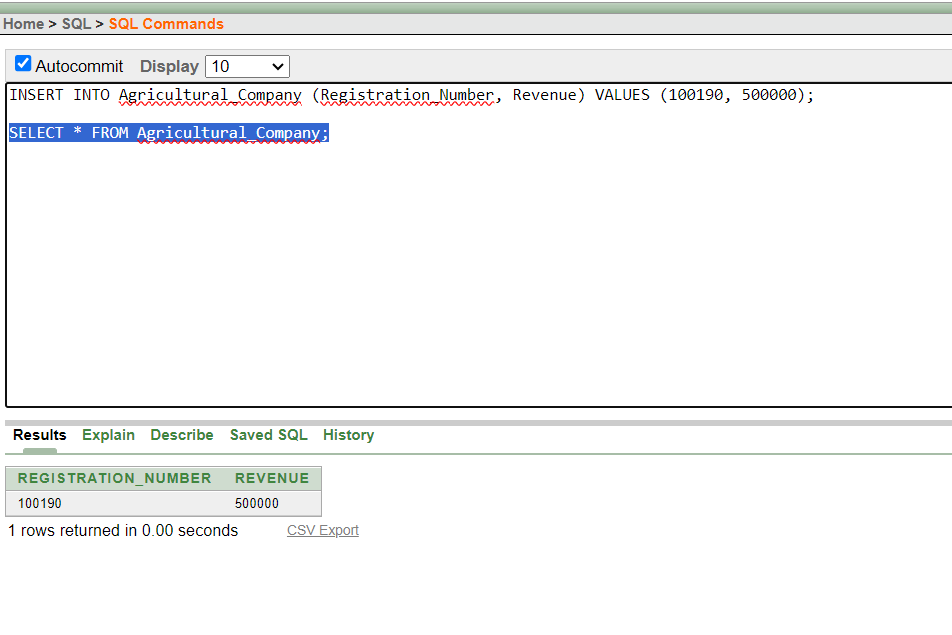 Home > SQL > SQL Commands
Autocommit Display 10
INSERT INTO Agricultural_Company (Registration_Number, Revenue) VALUES (100190, 500000);
SELECT * FROM Agricultural_Company;
Results Explain Describe Saved SQL History
REGISTRATION_NUMBER REVENUE
100190 500000
1 rows returned in 0.00 seconds CSV Export